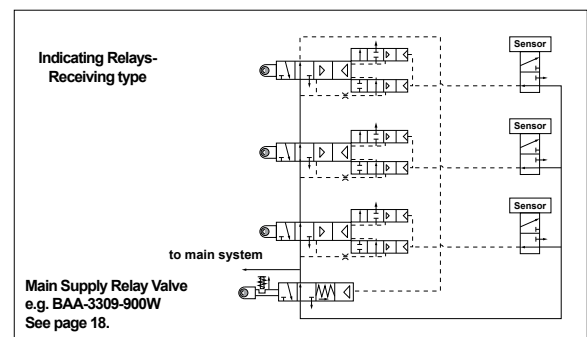 Indicating Relays-
Receiving type
Sensor
Sensor
Sensor
to main system
Main Supply Relay Valve
e.g. BAA-3309-900W
See page 18.